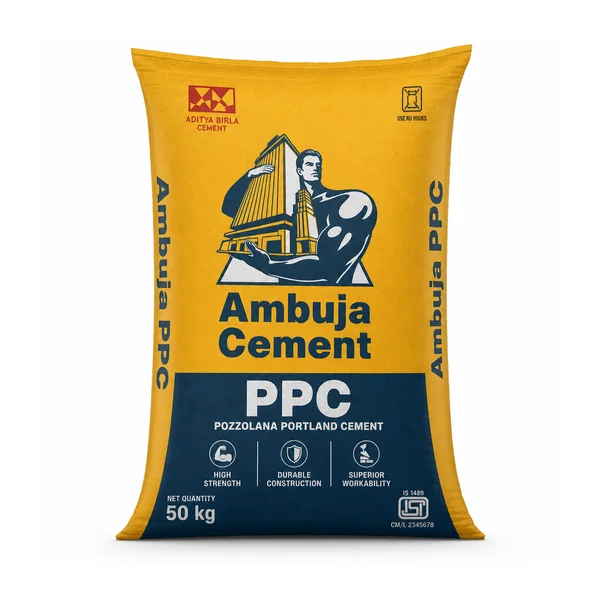 ADITYA BIRLA
CEMENT
USE NO HOOKS
Ambuja PPC
Ambuja PPC
Ambuja
Cement
PPC
POZZOLANA PORTLAND CEMENT
HIGH
STRENGTH
DURABLE
CONSTRUCTION
SUPERIOR
WORKABILITY
NET QUANTITY
50 kg
IS 1489
ISI
CM/L 2345678